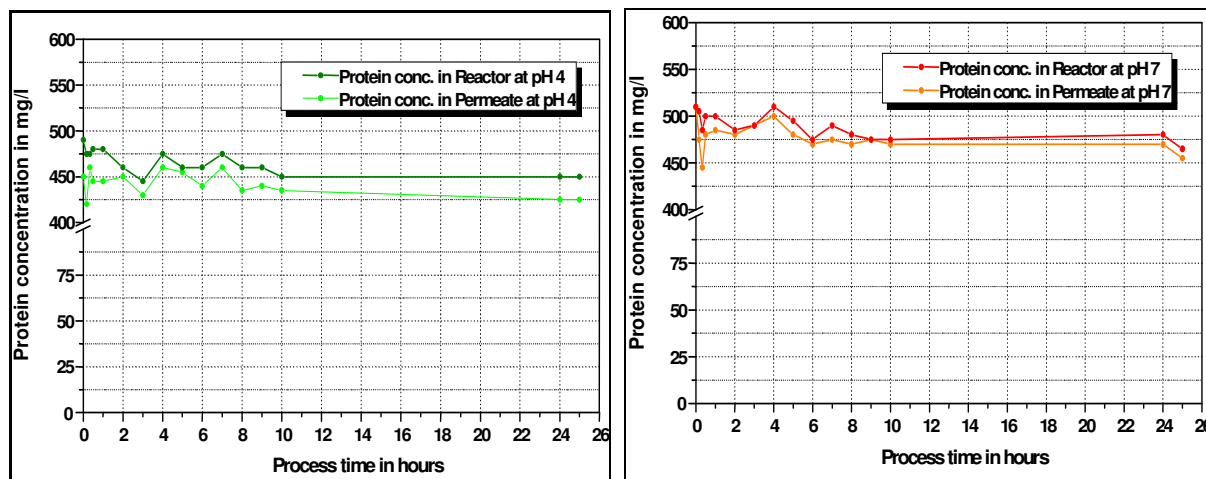 Protein concentration in mg/l
600
550
500
450
400
75
50
25
0
Protein conc. in Reactor at pH 4
Protein conc. in Permeate at pH 4
0 2 4 6 8 10 12 14 16 18 20 22 24 26
Process time in hours
Protein concentration in mg/l
600
550
500
450
400
75
50
25
0
Protein conc. in Reactor at pH 7
Protein conc. in Permeate at pH 7
0 2 4 6 8 10 12 14 16 18 20 22 24 26
Process time in hours